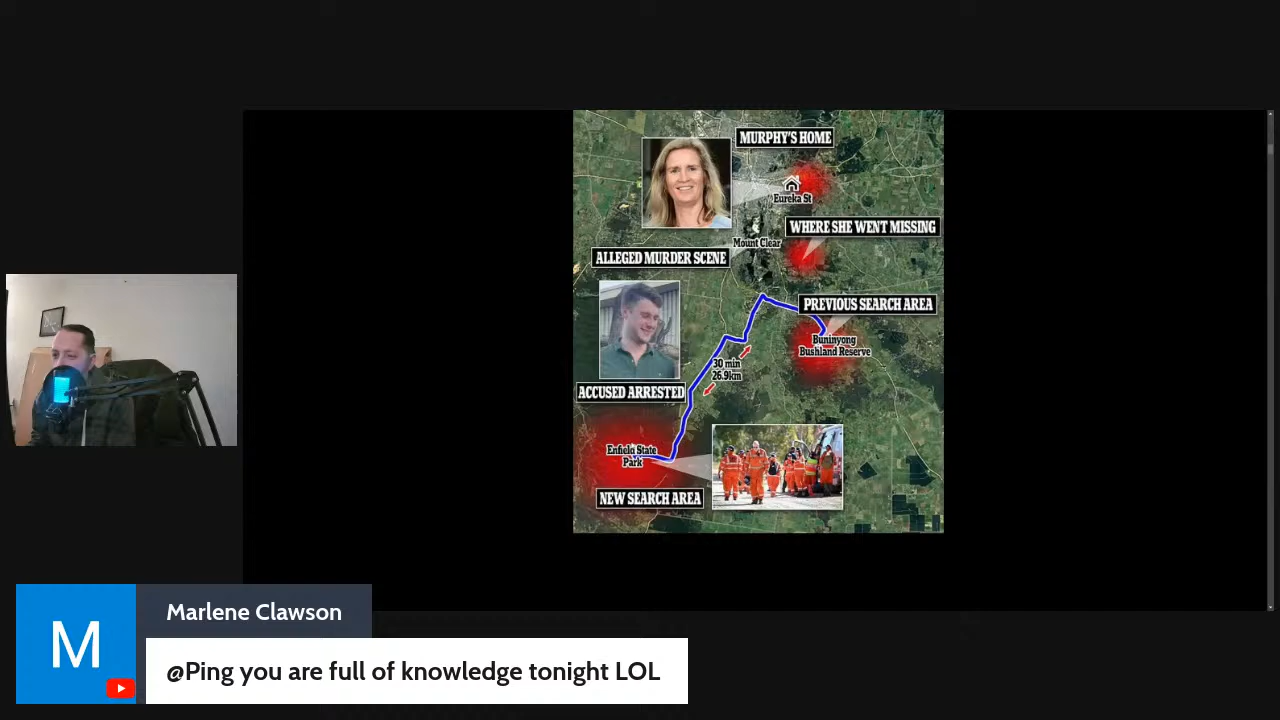 MURPHY'S HOME
Eureka St
WHERE SHE WENT MISSING
Mount Clear
ALLEGED MURDER SCENE
PREVIOUS SEARCH AREA
Buninyong
Bushland Reserve
30 min
26.9km
ACCUSED ARRESTED
Enfield State
Park
NEW SEARCH AREA
M
Marlene Clawson
@Ping you are full of knowledge tonight LOL